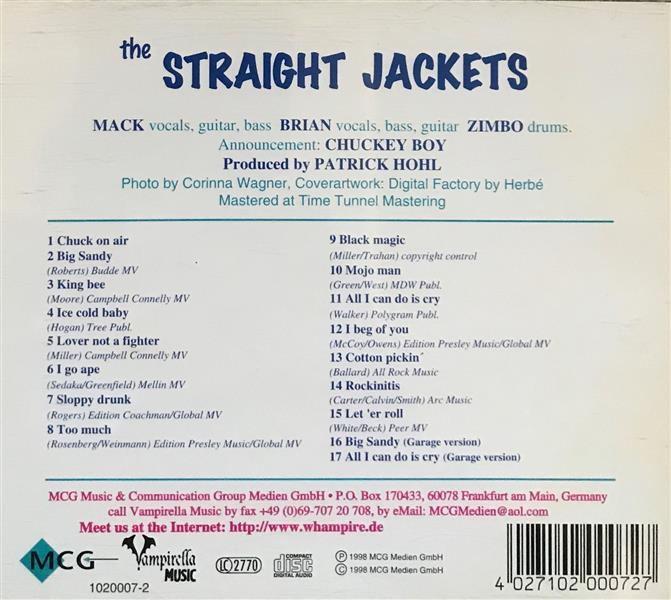 the STRAIGHT JACKETS
MACK vocals, guitar, bass BRIAN vocals, bass, guitar ZIMBO drums.
Announcement: CHUCKEY BOY
Produced by PATRICK HOHL
Photo by Corinna Wagner, Coverartwork: Digital Factory by Herbé
Mastered at Time Tunnel Mastering
1 Chuck on air
2 Big Sandy
(Roberts) Budde MV
3 King bee
(Moore) Campbell Connelly MV
4 Ice cold baby
(Hogan) Tree Publ.
5 Lover not a fighter
(Miller) Campbell Connelly MV
6 I go ape
(Sedaka/Greenfield) Mellin MV
7 Sloppy drunk
(Rogers) Edition Coachman/Global MV
8 Too much
(Rosenberg/Weinmann) Edition Presley Music/Global MV
9 Black magic
(Miller/Trahan) copyright control
10 Mojo man
(Green/West) MDW Publ.
11 All I can do is cry
(Walker) Polygram Publ.
12 I beg of you
(McCoy/Owens) Edition Presley Music/Global MV
13 Cotton pickin´
(Ballard) All Rock Music
14 Rockinitis
(Carter/Calvin/Smith) Arc Music
15 Let 'er roll
(White/Beck) Peer MV
16 Big Sandy (Garage version)
17 All I can do is cry (Garage version)
MCG Music & Communication Group Medien GmbH • P.O. Box 170433, 60078 Frankfurt am Main, Germany
call Vampirella Music by fax +49 (0)69-707 20 708, by eMail: MCGMedien@aol.com
Meet us at the Internet: http://www.whampire.de
MCG
Vampirella MUSIC
LC 2770
COMPACT disc DIGITAL AUDIO
Ⓟ 1998 MCG Medien GmbH
© 1998 MCG Medien GmbH
1020007-2
4 027102 000727